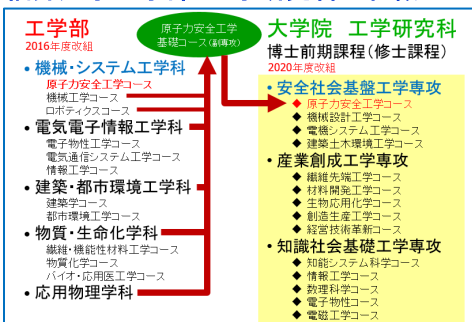 工学部
2016年度改組
・機械・システム工学科
原子力安全工学コース
機械工学コース
ロボティクスコース
・電気電子情報工学科
電子物性工学コース
電気通信システム工学コース
情報工学コース
・建築・都市環境工学科
建築学コース
都市環境工学コース
・物質・生命化学科
繊維・機能性材料工学コース
物質化学コース
バイオ・応用医工学コース
・応用物理学科
原子力安全工学
基礎コース(副専攻)
大学院 工学研究科
博士前期課程(修士課程)
2020年度改組
・安全社会基盤工学専攻
◆ 原子力安全工学コース
◆ 機械設計工学コース
◆ 電機システム工学コース
◆ 建築土木環境工学コース
・産業創成工学専攻
◆ 繊維先端工学コース
◆ 材料開発工学コース
◆ 生物応用化学コース
◆ 創造生産工学コース
◆ 経営技術革新コース
・知識社会基礎工学専攻
◆ 知能システム科学コース
◆ 情報工学コース
◆ 数理科学コース
◆ 電子物性コース
◆ 電磁工学コース